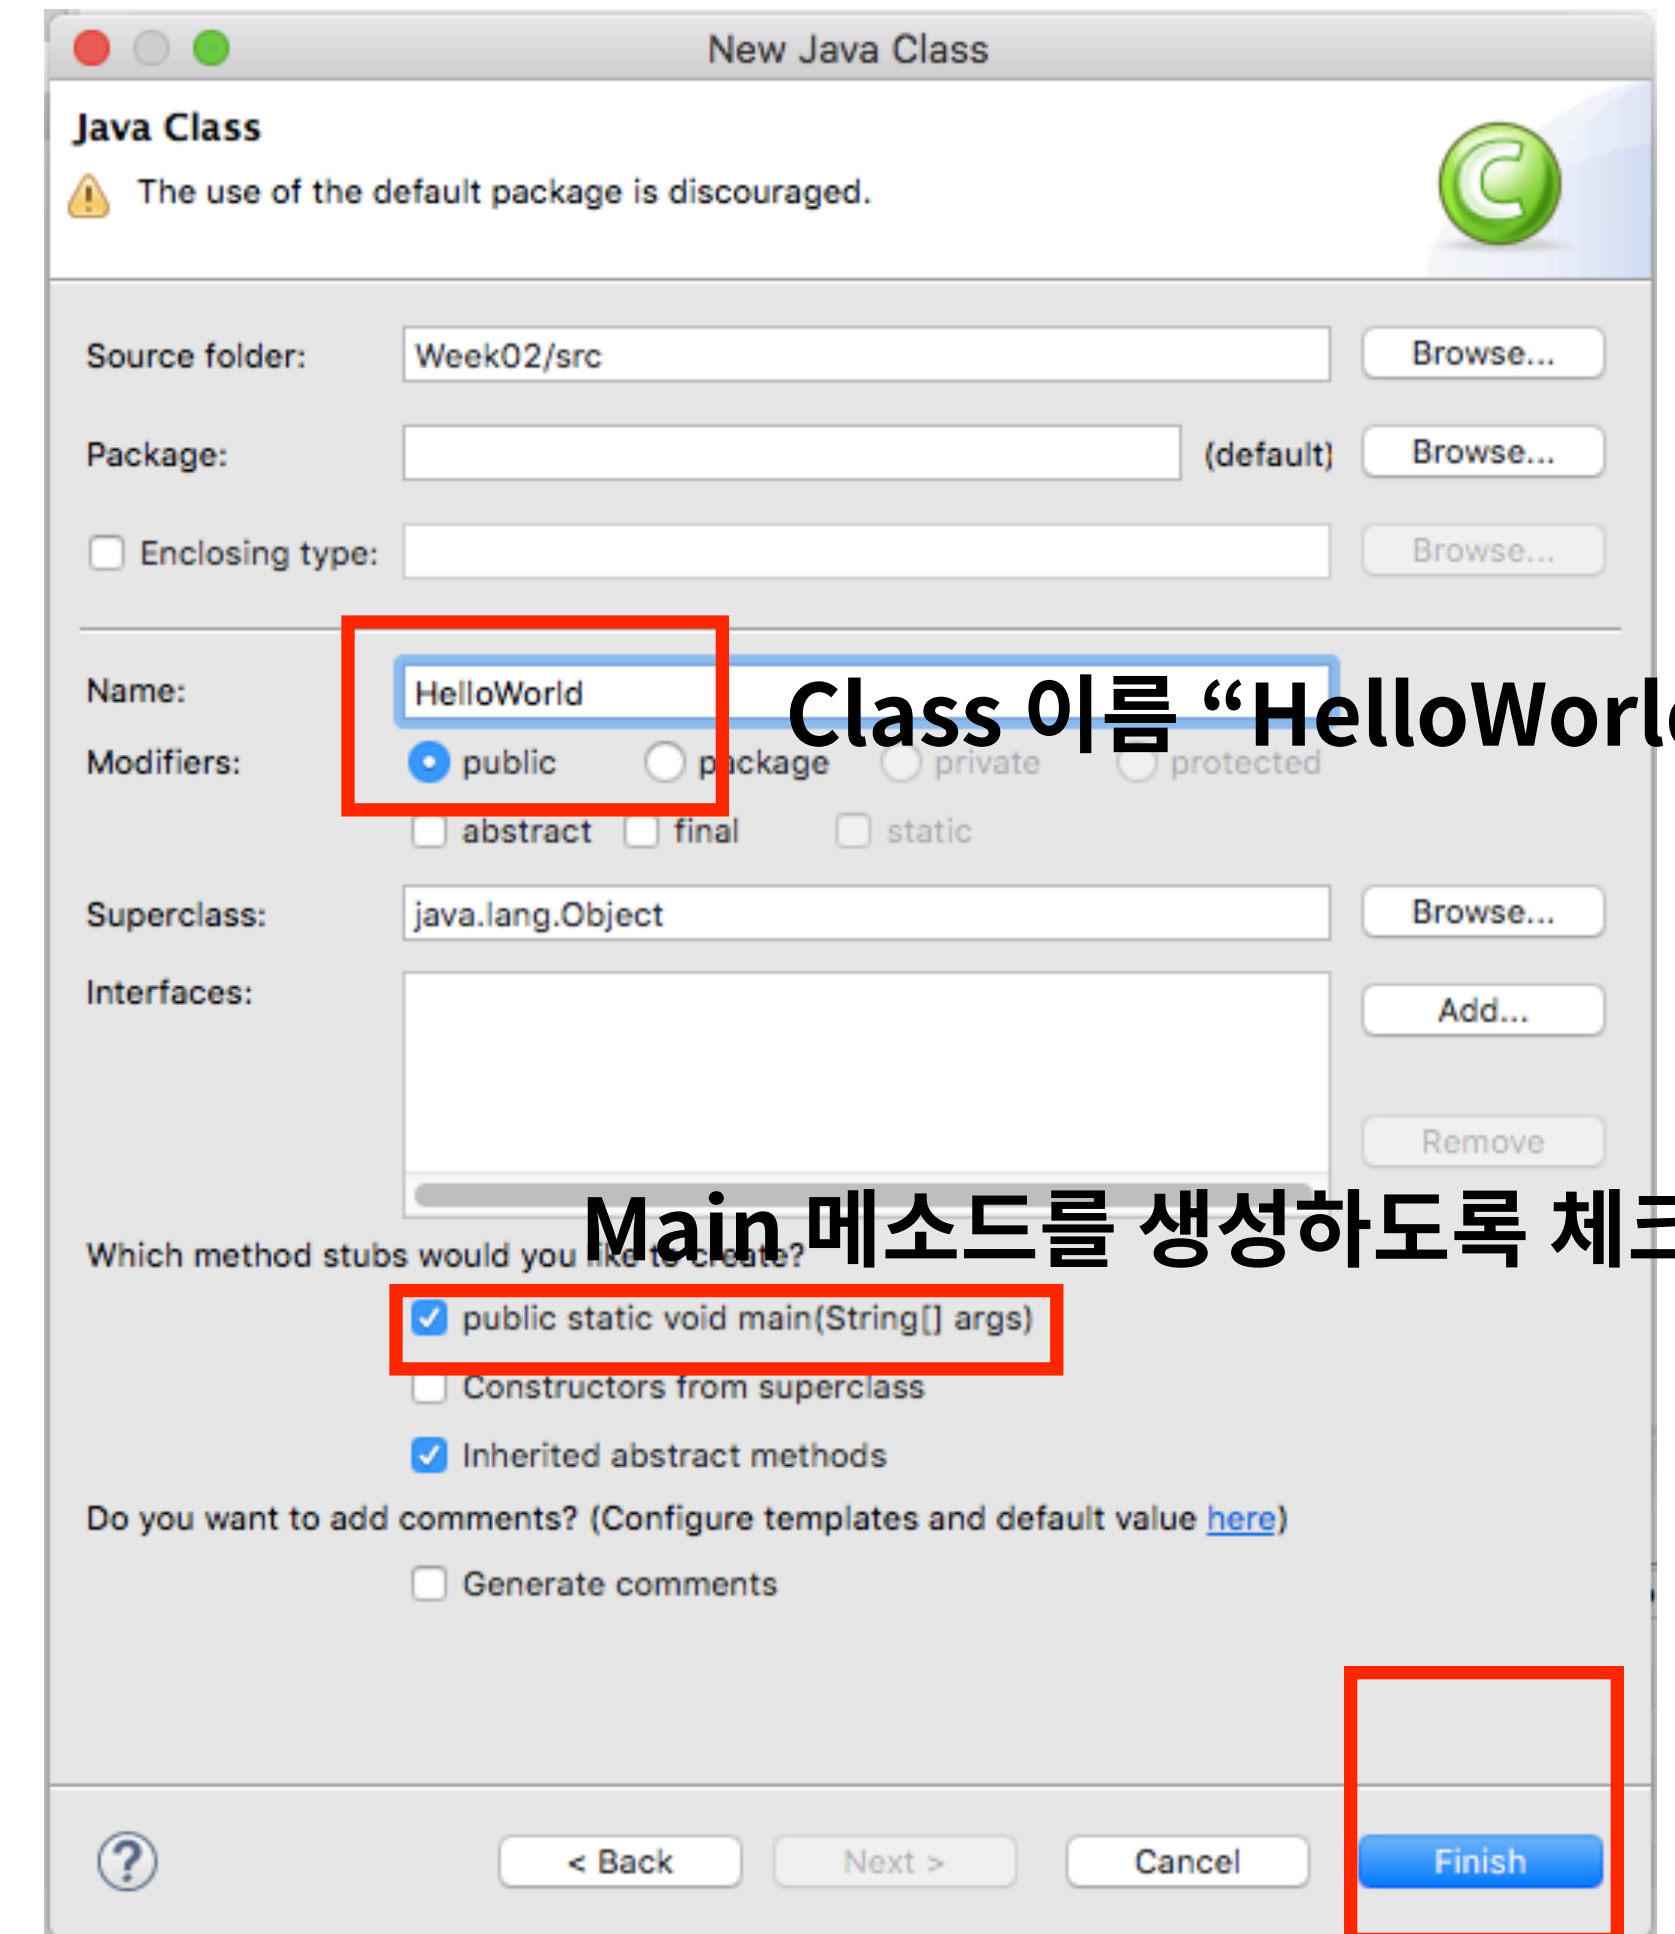 New Java Class
Java Class
The use of the default package is discouraged.
Source folder: Week02/src Browse...
Package: (default) Browse...
Enclosing type: Browse...
Name: HelloWorld
Class 이름 “HelloWorl
Modifiers: public package private protected
abstract final static
Superclass: java.lang.Object Browse...
Interfaces: Add...
Remove
Main 메소드를 생성하도록 체크
Which method stubs would you like to create?
public static void main(String[] args)
Constructors from superclass
Inherited abstract methods
Do you want to add comments? (Configure templates and default value here)
Generate comments
? < Back Next > Cancel Finish